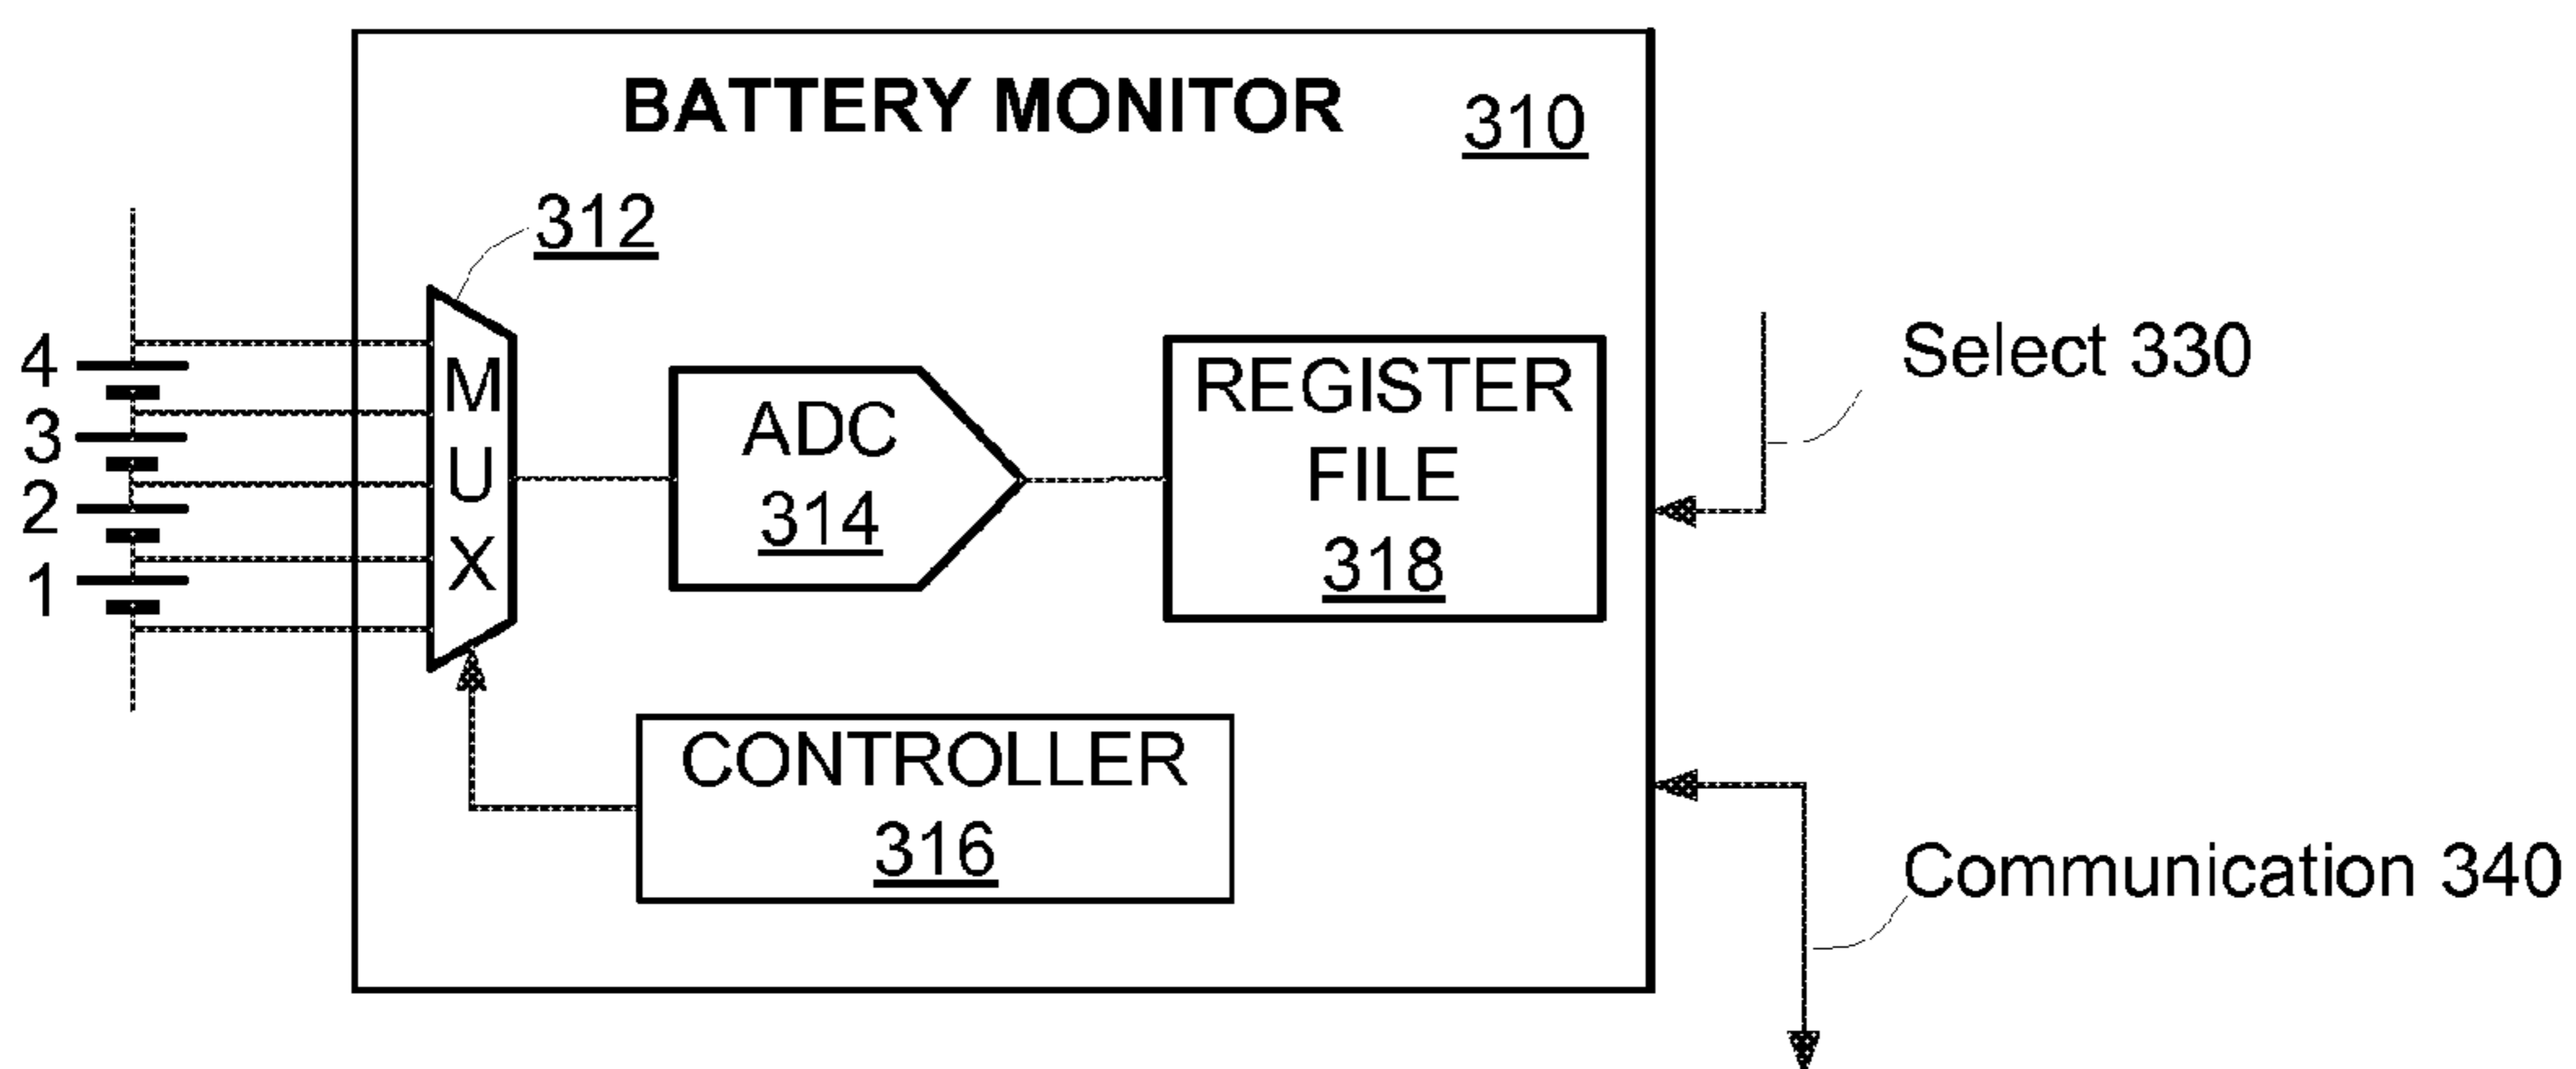 BATTERY MONITOR
310
312
4
3
2
1
M
U
X
ADC
314
REGISTER
FILE
318
CONTROLLER
316
Select 330
Communication 340